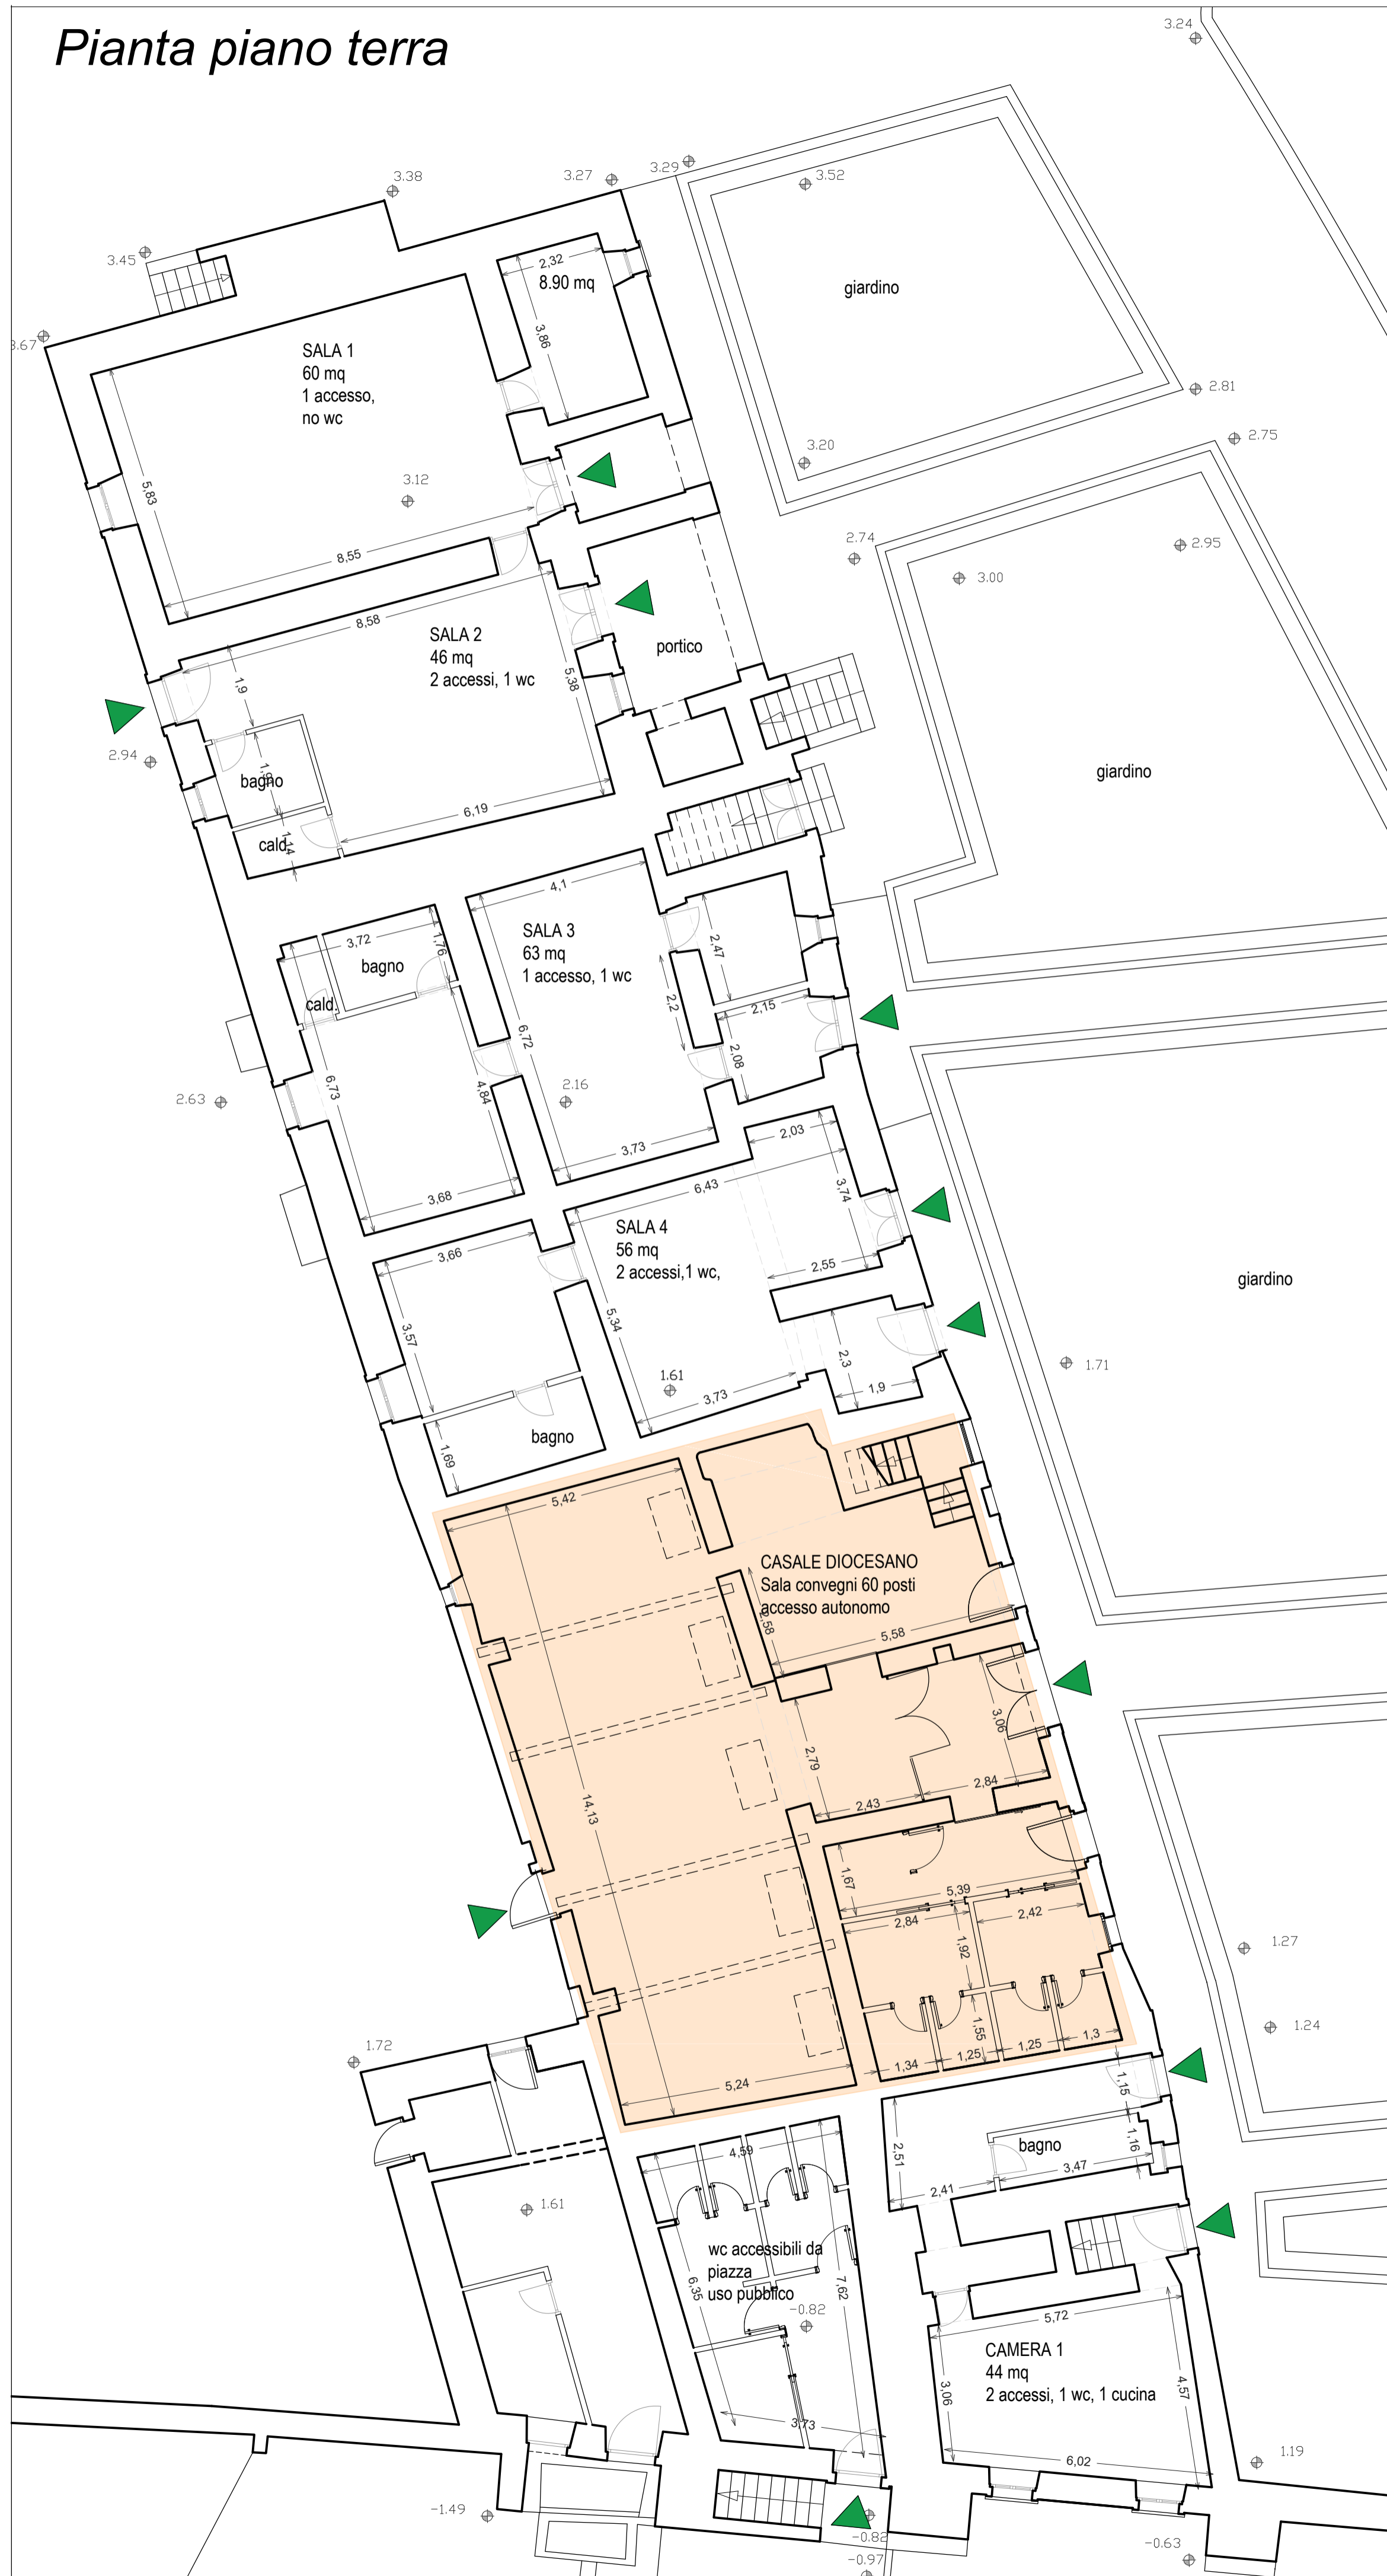 Pianta piano terra
3.24
3.29
3.52
3.27
3.38
3.45
2,32
8.90 mq
giardino
3,86
3.67
SALA 1
60 mq
1 accesso,
no wc
2.81
2.75
3.20
3.12
5,83
2.74
2.95
3.00
8,55
8,58
SALA 2
46 mq
2 accessi, 1 wc
portico
5,38
1,9
2.94
bagno
giardino
6,19
cald.
1,14
4,1
SALA 3
63 mq
1 accesso, 1 wc
3,72
1,76
bagno
2,47
cald.
2,2
2,15
6,72
2,08
6,73
4,84
2.16
2.63
2,03
3,73
3,68
6,43
3,74
SALA 4
56 mq
2 accessi,1 wc,
3,66
2,55
giardino
5,34
3,57
2,3
1.71
1.61
3,73
1,9
bagno
1,69
5,42
CASALE DIOCESANO
Sala convegni 60 posti
accesso autonomo
2,58
5,58
3,06
2,79
2,84
2,43
14,13
1,67
5,39
2,84
2,42
1,92
1.27
1,55
1.24
1,34
1,25
1,25
1,3
1.72
5,24
1,15
4,59
bagno
1,16
2,51
3,47
2,41
1.61
wc accessibili da
piazza
uso pubblico
6,35
7,62
-0.82
5,72
CAMERA 1
44 mq
2 accessi, 1 wc, 1 cucina
3,06
4,57
3,73
6,02
1.19
-1.49
-0.82
-0.63
-0.97